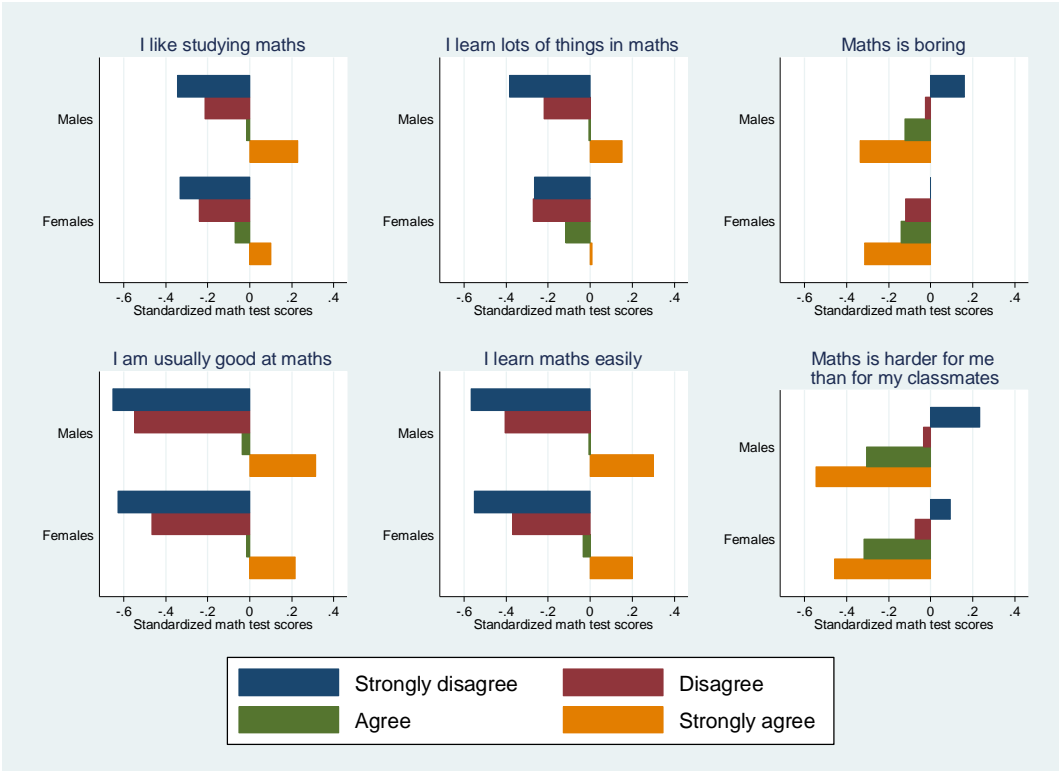 I like studying maths
Males
Females
-.6 -.4 -.2 0 .2 .4
Standardized math test scores
I learn lots of things in maths
Males
Females
-.6 -.4 -.2 0 .2 .4
Standardized math test scores
Maths is boring
Males
Females
-.6 -.4 -.2 0 .2 .4
Standardized math test scores
I am usually good at maths
Males
Females
-.6 -.4 -.2 0 .2 .4
Standardized math test scores
I learn maths easily
Males
Females
-.6 -.4 -.2 0 .2 .4
Standardized math test scores
Maths is harder for me
than for my classmates
Males
Females
-.6 -.4 -.2 0 .2 .4
Standardized math test scores
Strongly disagree
Disagree
Agree
Strongly agree